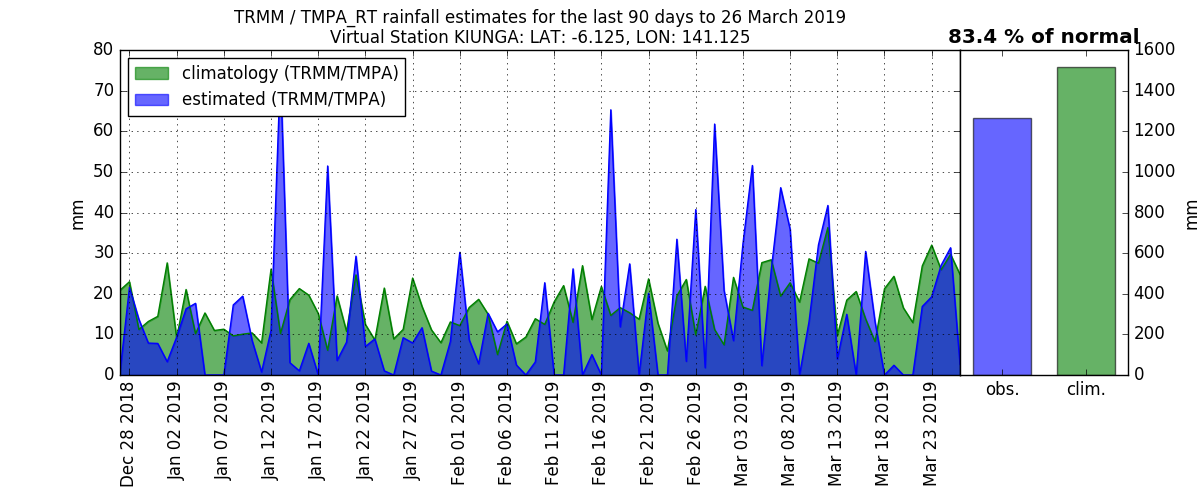 TRMM / TMPA_RT rainfall estimates for the last 90 days to 26 March 2019
Virtual Station KIUNGA: LAT: -6.125, LON: 141.125
83.4 % of normal
climatology (TRMM/TMPA)
estimated (TRMM/TMPA)
80
70
60
50
40
30
20
10
0
mm
1600
1400
1200
1000
800
600
400
200
0
mm
obs.
clim.
Dec 28 2018
Jan 02 2019
Jan 07 2019
Jan 12 2019
Jan 17 2019
Jan 22 2019
Jan 27 2019
Feb 01 2019
Feb 06 2019
Feb 11 2019
Feb 16 2019
Feb 21 2019
Feb 26 2019
Mar 03 2019
Mar 08 2019
Mar 13 2019
Mar 18 2019
Mar 23 2019